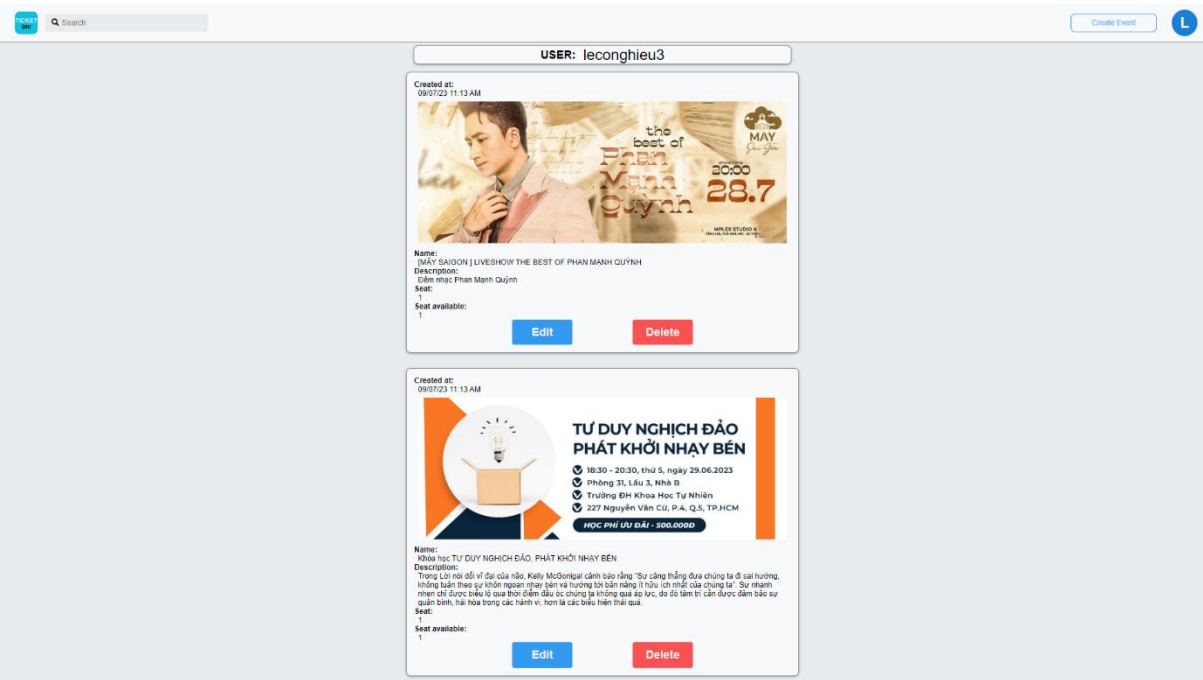 TICKET
DIV
Search
Create Event
L
USER: leconghieu3
Created at:
09/07/23 11:13 AM
the
best of
Phan
Mạnh
Quỳnh
MAY
Sài Gòn
20:00
28.7
MPLEX STUDIO
Name:
[MÂY SAIGON ] LIVESHOW THE BEST OF PHAN MẠNH QUỲNH
Description:
Đêm nhạc Phan Mạnh Quỳnh
Seat:
1
Seat available:
1
Edit
Delete
Created at:
09/07/23 11:13 AM
TƯ DUY NGHỊCH ĐẢO
PHÁT KHỞI NHẠY BÉN
18:30 - 20:30, thứ 5, ngày 29.06.2023
Phòng 31, Lầu 3, Nhà B
Trường ĐH Khoa Học Tự Nhiên
227 Nguyễn Văn Cừ, P.4, Q.5, TP.HCM
HỌC PHÍ ƯU ĐÃI - 500.000Đ
Name:
Khóa học TƯ DUY NGHỊCH ĐẢO, PHÁT KHỞI NHẠY BÉN
Description:
Trong Lời nói dối vĩ đại của não, Kelly McGonigal cảnh báo rằng "Sự căng thẳng đưa chúng ta đi sai hướng,
không tuân theo sự khôn ngoan nhạy bén và hướng tới bản năng ít hữu ích nhất của chúng ta". Sự nhanh
nhẹn chỉ được biểu lộ qua thời điểm đầu óc chúng ta không quá áp lực, do đó tâm trí cần được đảm bảo sự
quân bình, hài hòa trong các hành vi, hơn là các biểu hiện thái quá.
Seat:
1
Seat available:
1
Edit
Delete